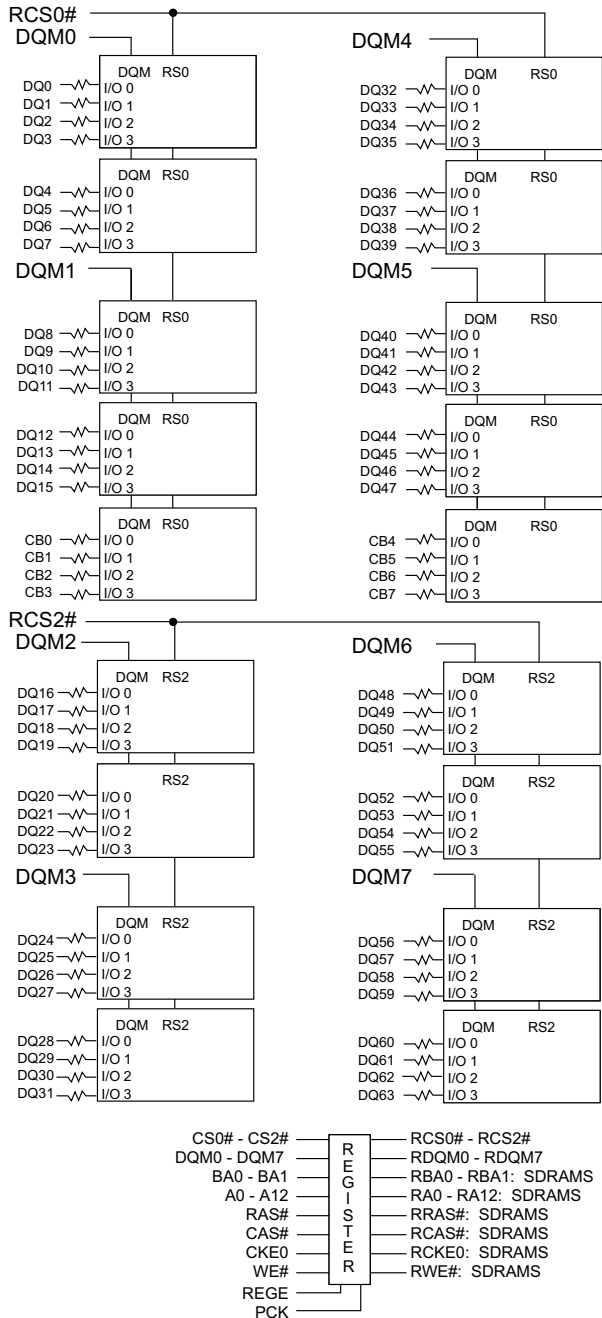 RCS0#
DQM0
DQM RS0
DQ0 I/O 0
DQ1 I/O 1
DQ2 I/O 2
DQ3 I/O 3
RS0
DQ4 I/O 0
DQ5 I/O 1
DQ6 I/O 2
DQ7 I/O 3
DQM1
DQM RS0
DQ8 I/O 0
DQ9 I/O 1
DQ10 I/O 2
DQ11 I/O 3
DQM RS0
DQ12 I/O 0
DQ13 I/O 1
DQ14 I/O 2
DQ15 I/O 3
DQM RS0
CB0 I/O 0
CB1 I/O 1
CB2 I/O 2
CB3 I/O 3
DQM4
DQM RS0
DQ32 I/O 0
DQ33 I/O 1
DQ34 I/O 2
DQ35 I/O 3
RS0
DQ36 I/O 0
DQ37 I/O 1
DQ38 I/O 2
DQ39 I/O 3
DQM5
DQM RS0
DQ40 I/O 0
DQ41 I/O 1
DQ42 I/O 2
DQ43 I/O 3
DQM RS0
DQ44 I/O 0
DQ45 I/O 1
DQ46 I/O 2
DQ47 I/O 3
DQM RS0
CB4 I/O 0
CB5 I/O 1
CB6 I/O 2
CB7 I/O 3
RCS2#
DQM2
DQM RS2
DQ16 I/O 0
DQ17 I/O 1
DQ18 I/O 2
DQ19 I/O 3
RS2
DQ20 I/O 0
DQ21 I/O 1
DQ22 I/O 2
DQ23 I/O 3
DQM3
DQM RS2
DQ24 I/O 0
DQ25 I/O 1
DQ26 I/O 2
DQ27 I/O 3
DQM RS2
DQ28 I/O 0
DQ29 I/O 1
DQ30 I/O 2
DQ31 I/O 3
DQM6
DQM RS2
DQ48 I/O 0
DQ49 I/O 1
DQ50 I/O 2
DQ51 I/O 3
RS2
DQ52 I/O 0
DQ53 I/O 1
DQ54 I/O 2
DQ55 I/O 3
DQM7
DQM RS2
DQ56 I/O 0
DQ57 I/O 1
DQ58 I/O 2
DQ59 I/O 3
DQM RS2
DQ60 I/O 0
DQ61 I/O 1
DQ62 I/O 2
DQ63 I/O 3
CS0# - CS2#
DQM0 - DQM7
BA0 - BA1
A0 - A12
RAS#
CAS#
CKE0
WE#
REGE
PCK
REGISTER
RCS0# - RCS2#
RDQM0 - RDQM7
RBA0 - RBA1: SDRAMS
RA0 - RA12: SDRAMS
RRAS#: SDRAMS
RCAS#: SDRAMS
RCKE0: SDRAMS
RWE#: SDRAMS